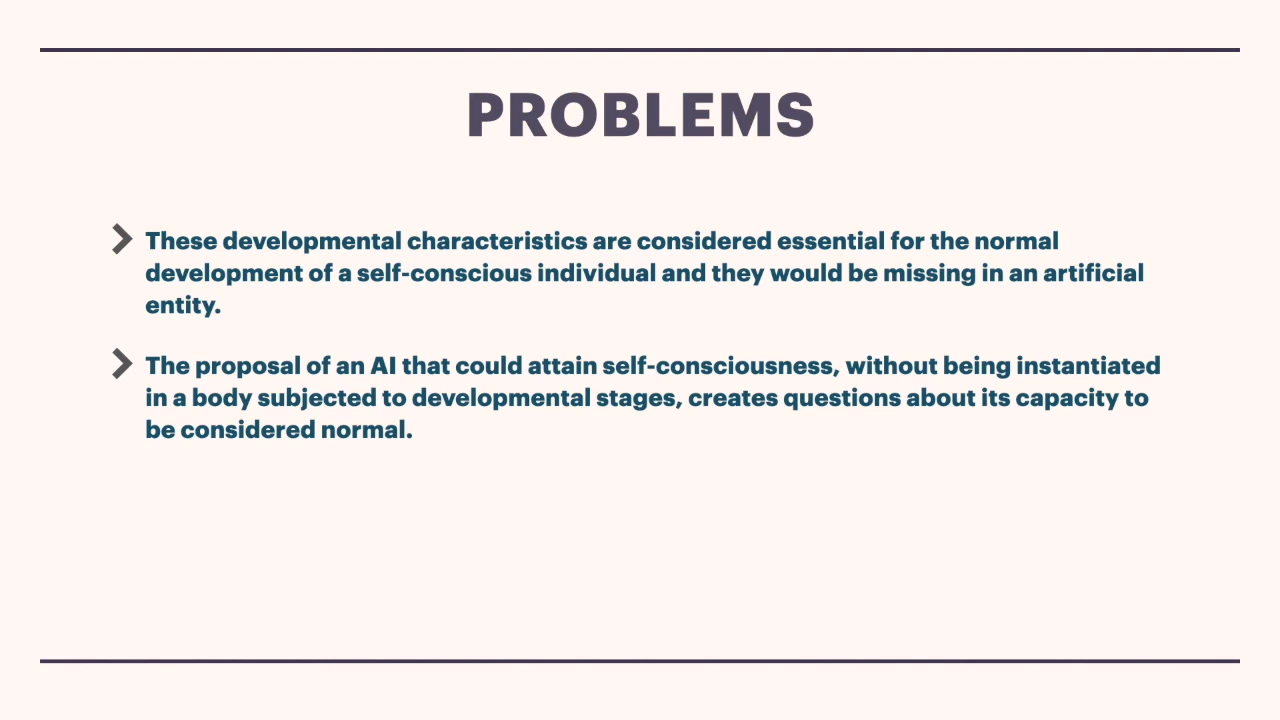 PROBLEMS
These developmental characteristics are considered essential for the normal
development of a self-conscious individual and they would be missing in an artificial
entity.
The proposal of an AI that could attain self-consciousness, without being instantiated
in a body subjected to developmental stages, creates questions about its capacity to
be considered normal.